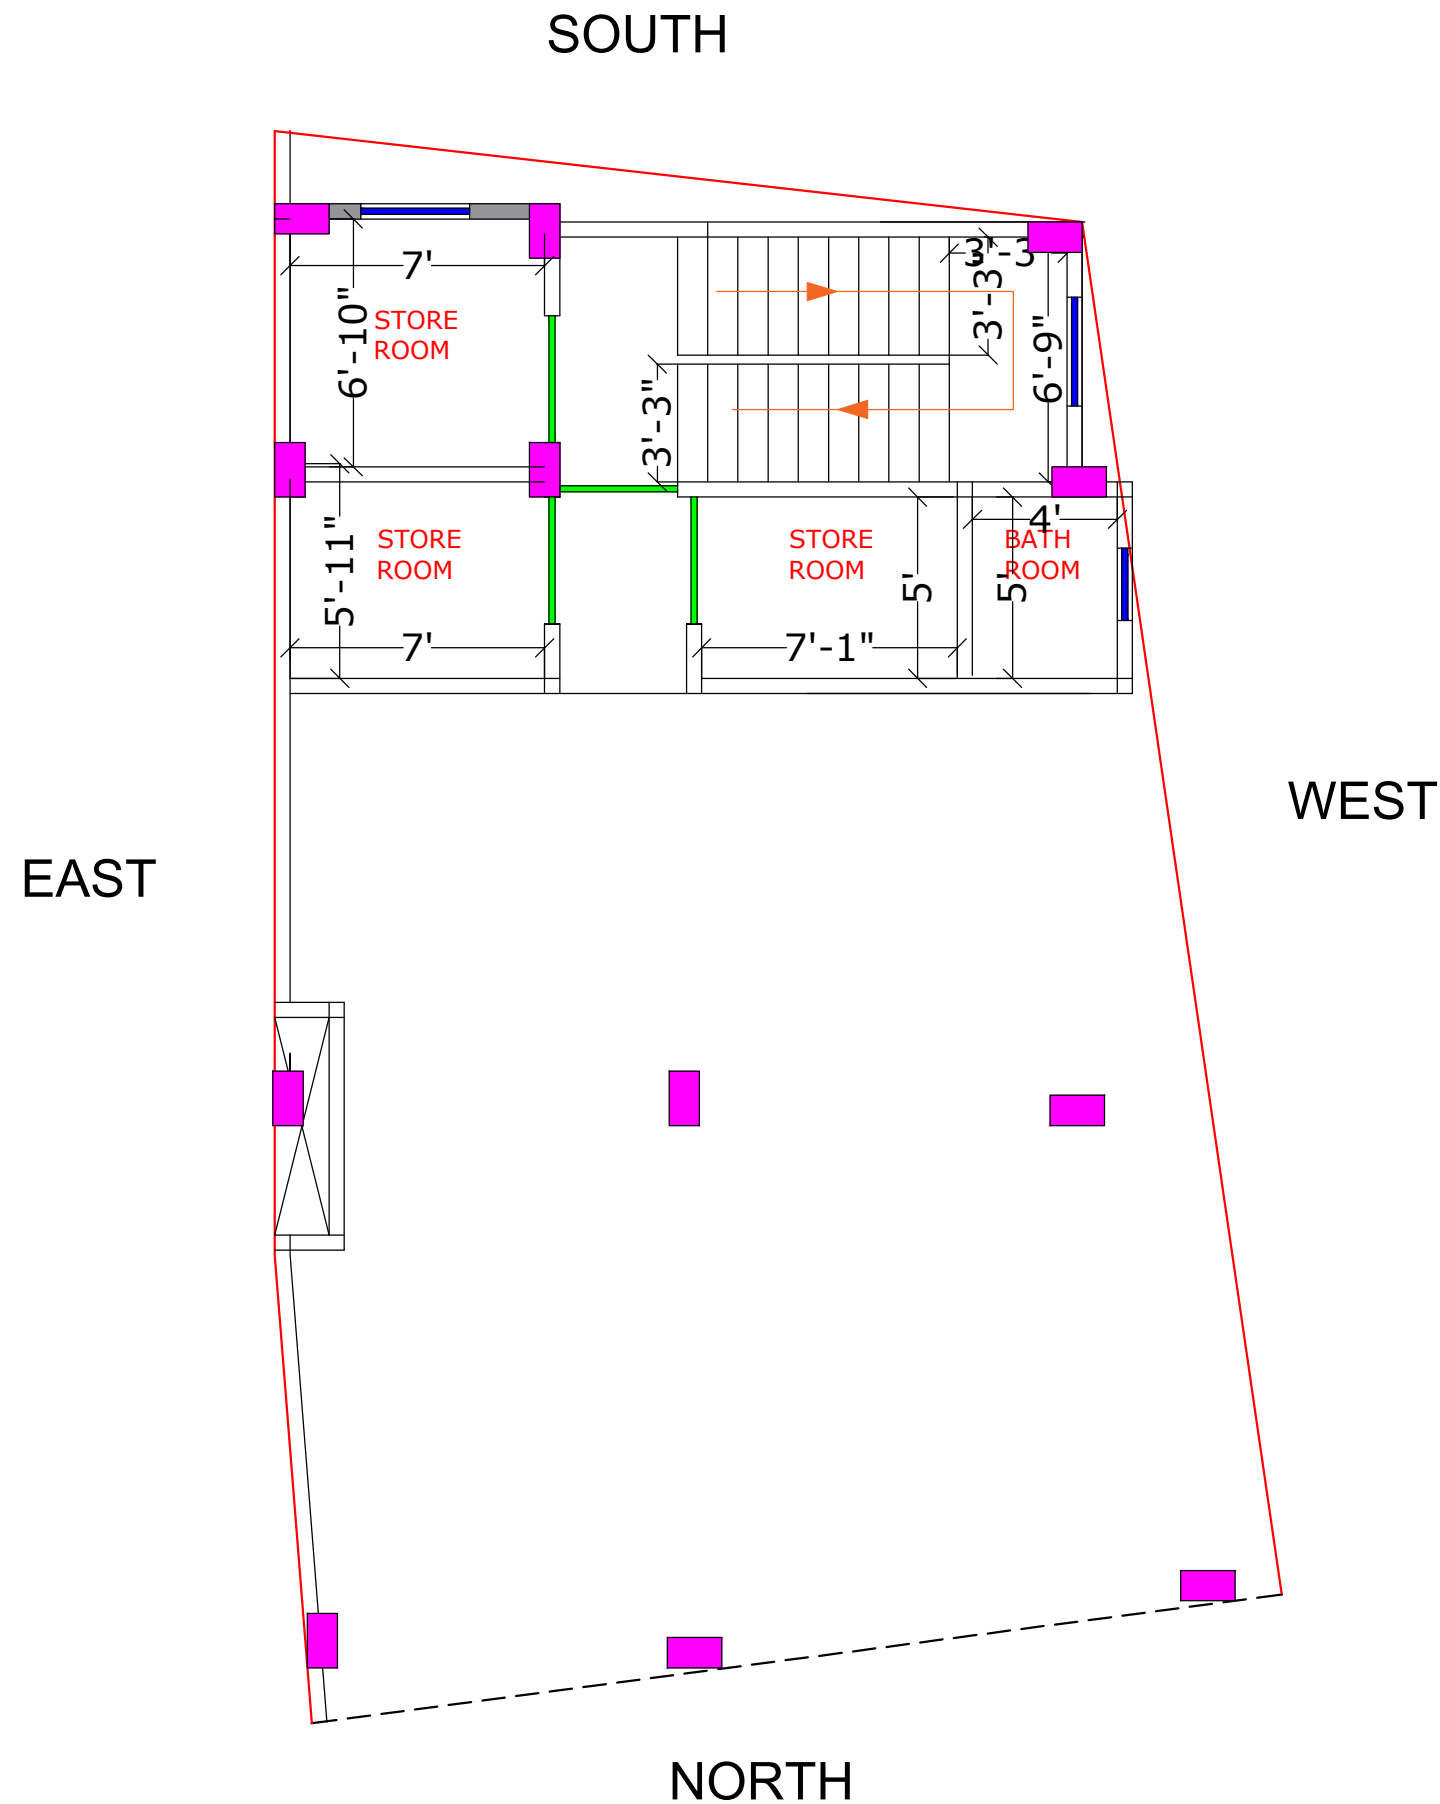 SOUTH
3'-3
7'
3'-3"
6'-10"
STORE
ROOM
6'-9"
3'-3"
4'
STORE
ROOM
5'-11"
STORE
ROOM
5'
BATH
ROOM
5'
7'
7'-1"
WEST
EAST
NORTH